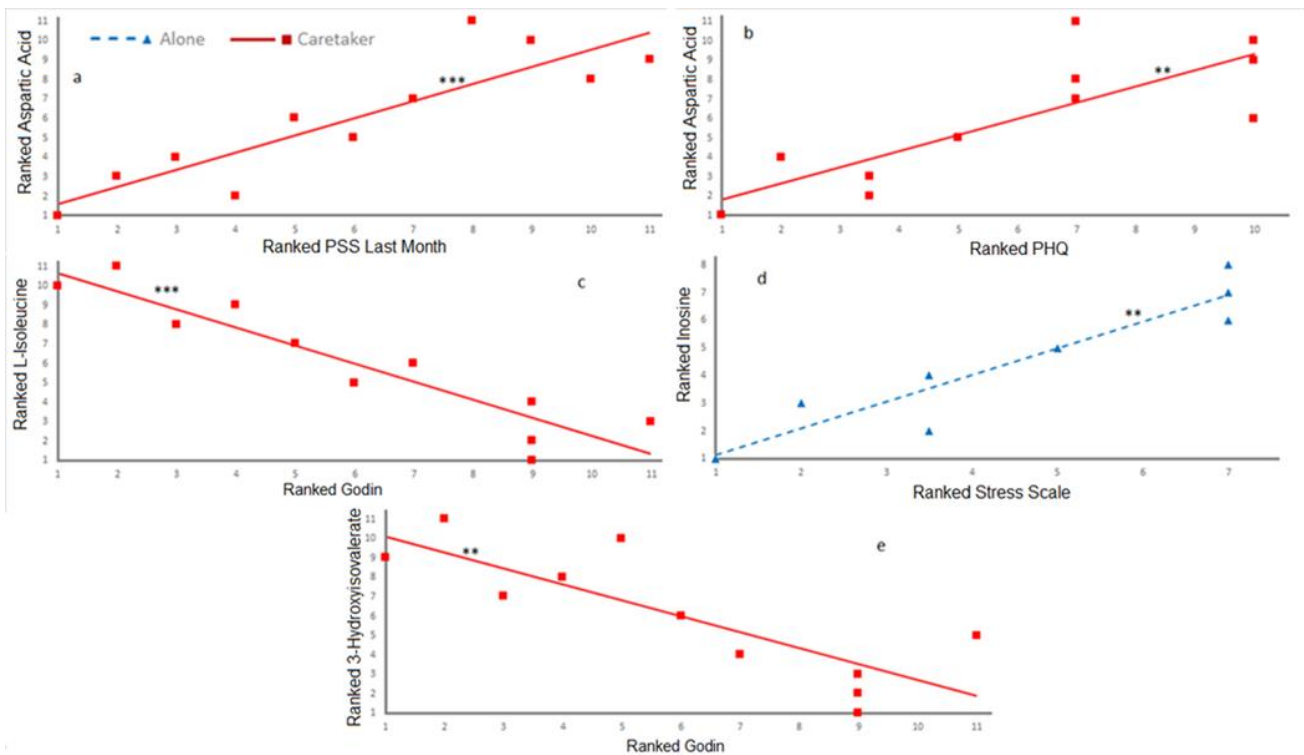 Ranked Aspartic Acid
11
10
9
8
7
6
5
4
3
2
1
Alone Caretaker
a
***
1 2 3 4 5 6 7 8 9 10 11
Ranked PSS Last Month
Ranked Aspartic Acid
11
10
9
8
7
6
5
4
3
2
1
b
**
1 2 3 4 5 6 7 8 9 10
Ranked PHQ
Ranked L-Isoleucine
11
10
9
8
7
6
5
4
3
2
1
c
***
1 2 3 4 5 6 7 8 9 10 11
Ranked Godin
Ranked Inosine
8
7
6
5
4
3
2
1
d
**
1 2 3 4 5 6 7
Ranked Stress Scale
Ranked 3-Hydroxyisovalerate
11
10
9
8
7
6
5
4
3
2
1
e
**
1 2 3 4 5 6 7 8 9 10 11
Ranked Godin